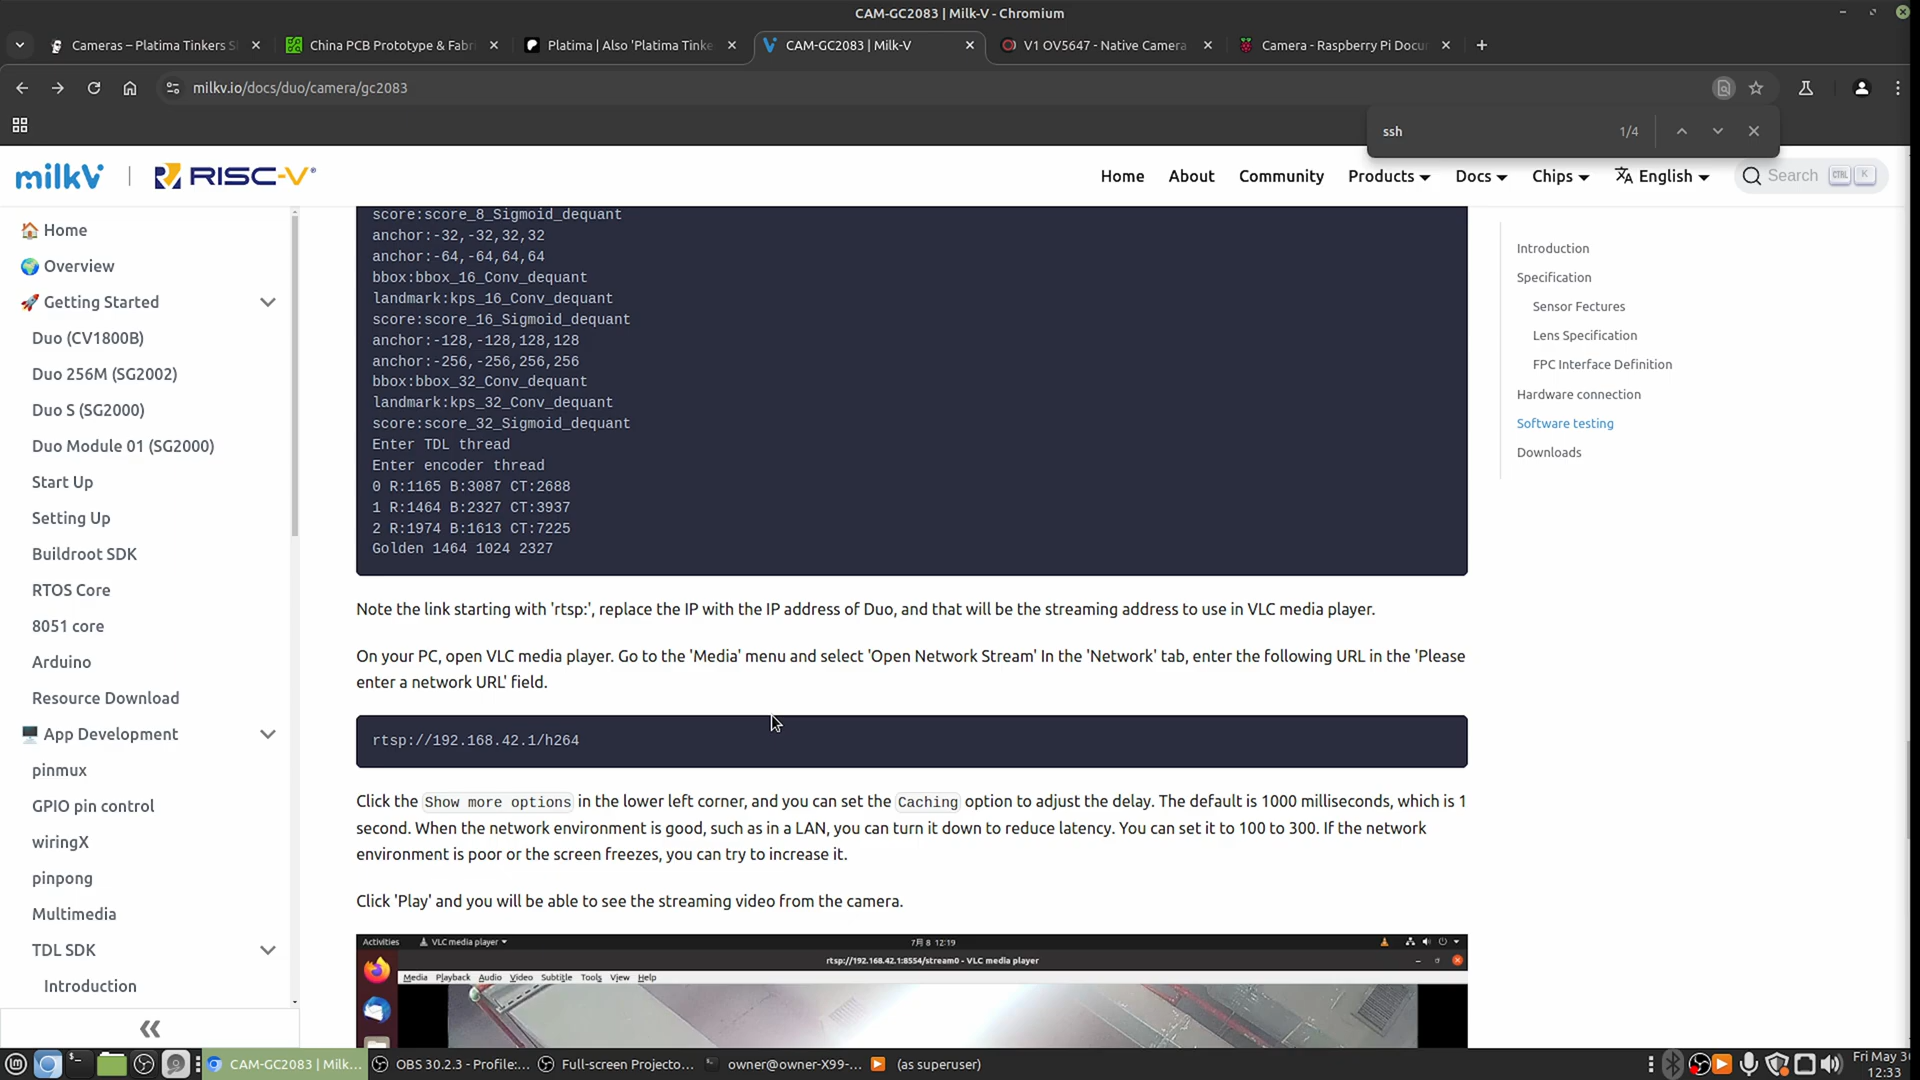 CAM-GC2083 | Milk-V - Chromium
Cameras – Platima Tinkers S
China PCB Prototype & Fab
Platima | Also 'Platima Tinke
CAM-GC2083 | Milk-V
V1 OV5647 - Native Camera
Camera - Raspberry Pi Docu
milkv.io/docs/duo/camera/gc2083
ssh
1/4
milkV
RISC-V
Home
About
Community
Products
Docs
Chips
English
Search
CTRL
K
Home
Overview
Getting Started
Duo (CV1800B)
Duo 256M (SG2002)
Duo S (SG2000)
Duo Module 01 (SG2000)
Start Up
Setting Up
Buildroot SDK
RTOS Core
8051 core
Arduino
Resource Download
App Development
pinmux
GPIO pin control
wiringX
pinpong
Multimedia
TDL SDK
Introduction
score:score_8_Sigmoid_dequant
anchor:-32,-32,32,32
anchor:-64,-64,64,64
bbox:bbox_16_Conv_dequant
landmark:kps_16_Conv_dequant
score:score_16_Sigmoid_dequant
anchor:-128,-128,128,128
anchor:-256,-256,256,256
bbox:bbox_32_Conv_dequant
landmark:kps_32_Conv_dequant
score:score_32_Sigmoid_dequant
Enter TDL thread
Enter encoder thread
0 R:1165 B:3087 CT:2688
1 R:1464 B:2327 CT:3937
2 R:1974 B:1613 CT:7225
Golden 1464 1024 2327
Note the link starting with 'rtsp:', replace the IP with the IP address of Duo, and that will be the streaming address to use in VLC media player.
On your PC, open VLC media player. Go to the 'Media' menu and select 'Open Network Stream' In the 'Network' tab, enter the following URL in the 'Please
enter a network URL' field.
rtsp://192.168.42.1/h264
Click the Show more options in the lower left corner, and you can set the Caching option to adjust the delay. The default is 1000 milliseconds, which is 1
second. When the network environment is good, such as in a LAN, you can turn it down to reduce latency. You can set it to 100 to 300. If the network
environment is poor or the screen freezes, you can try to increase it.
Click 'Play' and you will be able to see the streaming video from the camera.
Activities
VLC media player
7月 8 12:19
rtsp://192.168.42.1:8554/stream0 - VLC media player
Media Playback Audio Video Subtitle Tools View Help
Introduction
Specification
Sensor Fectures
Lens Specification
FPC Interface Definition
Hardware connection
Software testing
Downloads
CAM-GC2083 | Milk...
OBS 30.2.3 - Profile:...
Full-screen Projecto...
owner@owner-X99-...
(as superuser)
Fri May 3
12:33